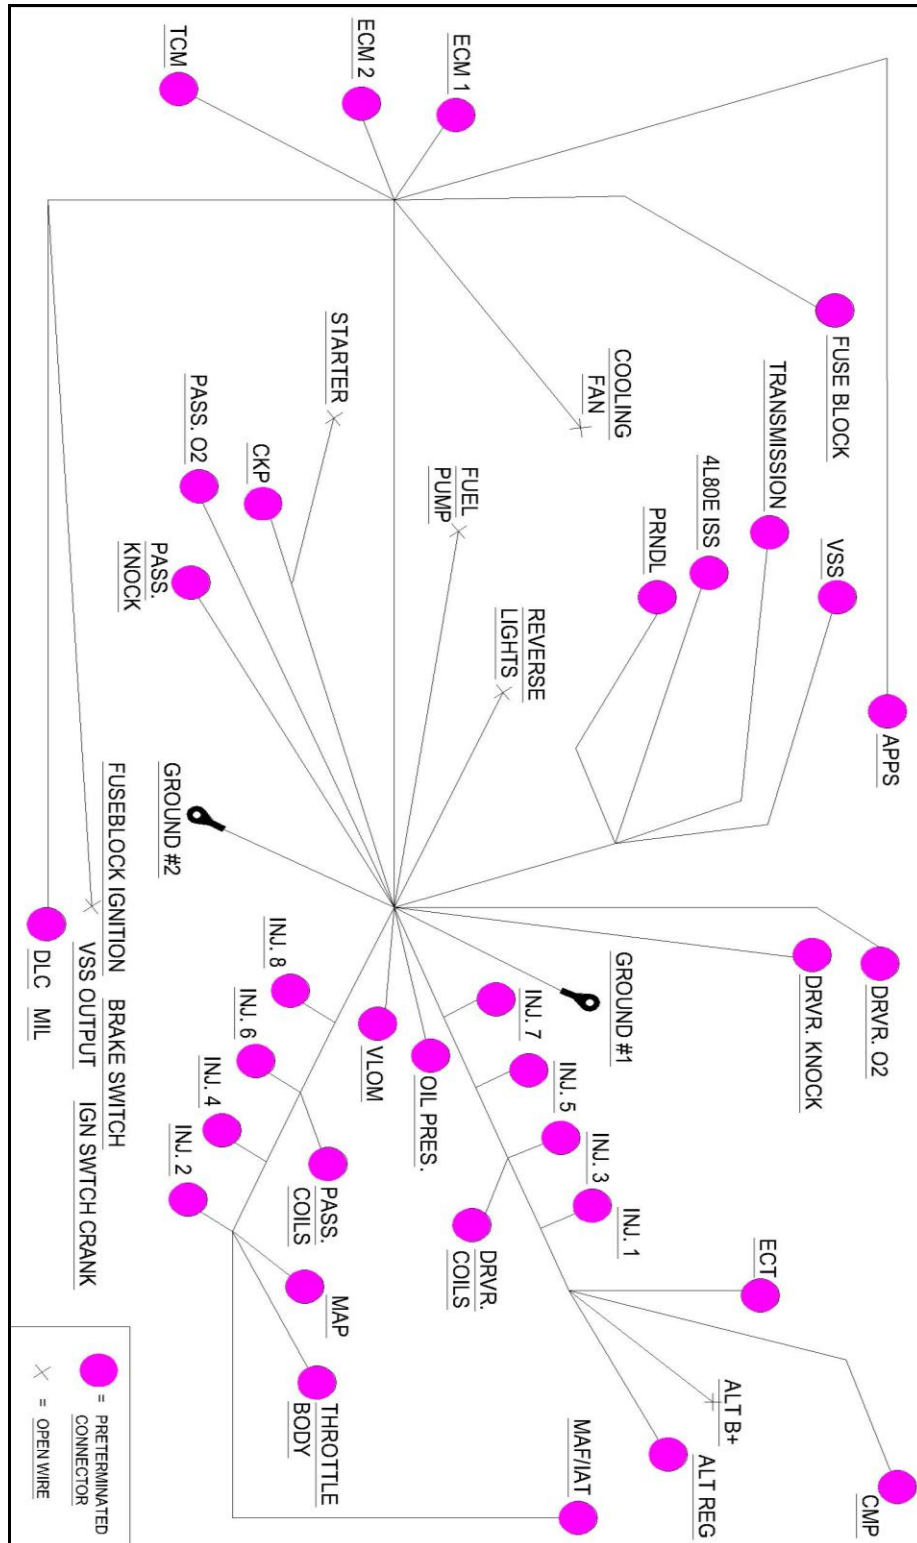 TCM
ECM 2
ECM 1
FUSE BLOCK
COOLING
FAN
STARTER
TRANSMISSION
4L80E ISS
PRNDL
VSS
PASS. O2
CKP
FUEL
PUMP
PASS.
KNOCK
REVERSE
LIGHTS
APPS
GROUND #2
FUSEBLOCK IGNITION
BRAKE SWITCH
VSS OUTPUT
IGN SWTCH CRANK
DLC
MIL
GROUND #1
DRVR. KNOCK
DRVR. O2
INJ. 8
INJ. 6
INJ. 4
INJ. 2
VLOM
OIL PRES.
INJ. 7
INJ. 5
INJ. 3
INJ. 1
PASS.
COILS
DRVR.
COILS
ECT
MAP
THROTTLE
BODY
ALT B+
ALT REG
MAF/IAT
CMP
= PRETERMINATED
CONNECTOR
= OPEN WIRE